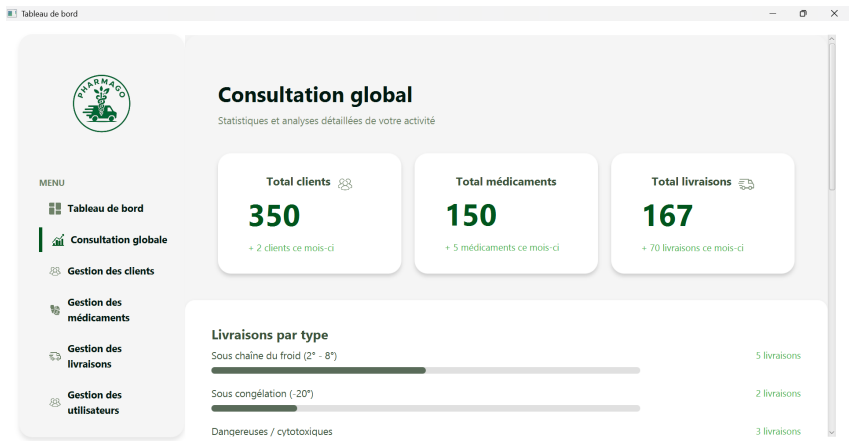 Tableau de bord
PHARMAGO
MENU
Tableau de bord
Consultation globale
Gestion des clients
Gestion des
médicaments
Gestion des
livraisons
Gestion des
utilisateurs
Consultation global
Statistiques et analyses détaillées de votre activité
Total clients
350
+ 2 clients ce mois-ci
Total médicaments
150
+ 5 médicaments ce mois-ci
Total livraisons
167
+ 70 livraisons ce mois-ci
Livraisons par type
Sous chaîne du froid (2° - 8°) 5 livraisons
Sous congélation (-20°) 2 livraisons
Dangereuses / cytotoxiques 3 livraisons